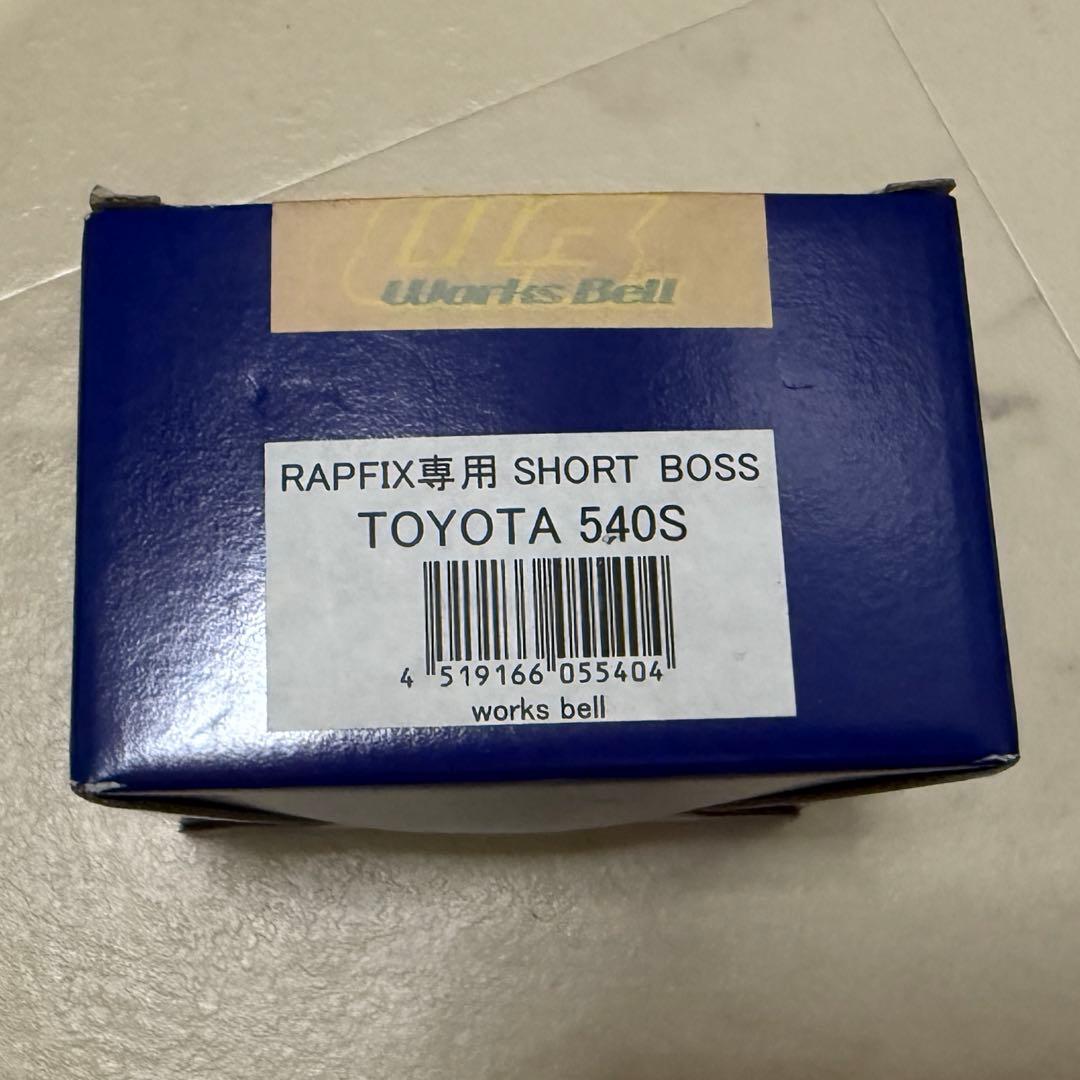 Works Bell
RAPFIX専用 SHORT BOSS
TOYOTA 540S
4 519166 055404
works bell